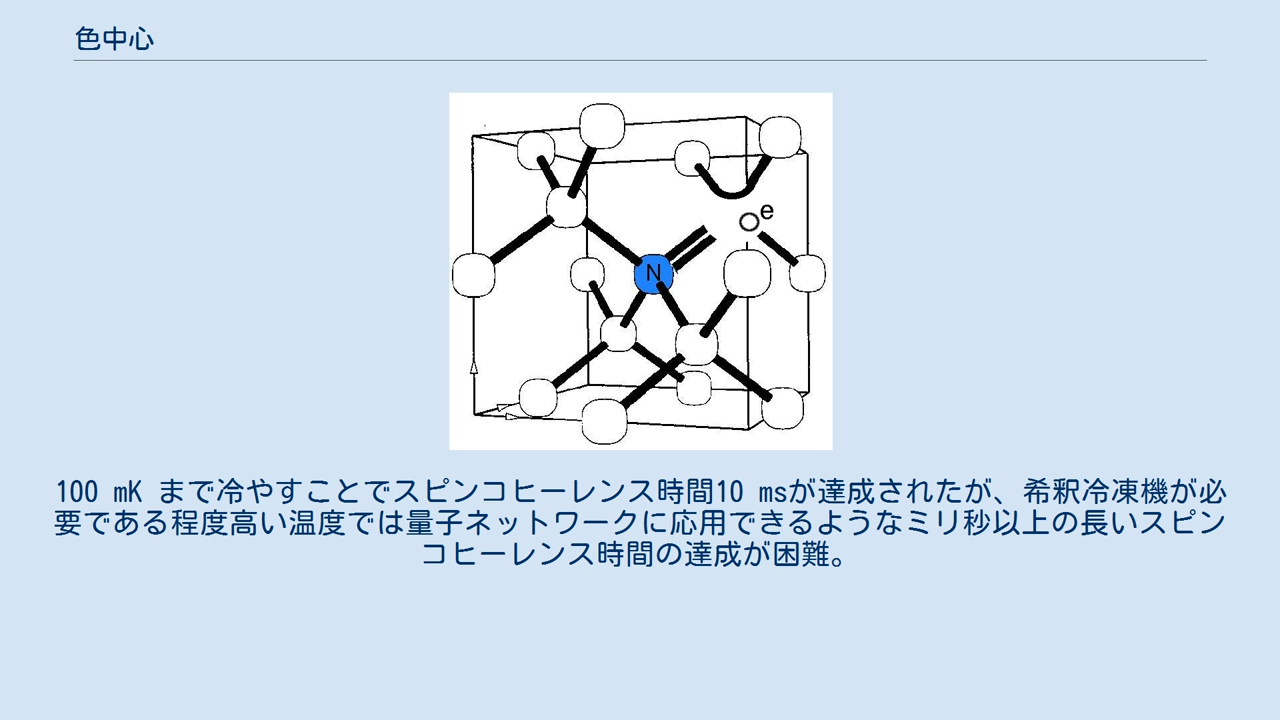 色中心
e
N
100 mK まで冷やすことでスピンコヒーレンス時間10 msが達成されたが、希釈冷凍機が必
要である程度高い温度では量子ネットワークに応用できるようなミリ秒以上の長いスピン
コヒーレンス時間の達成が困難。